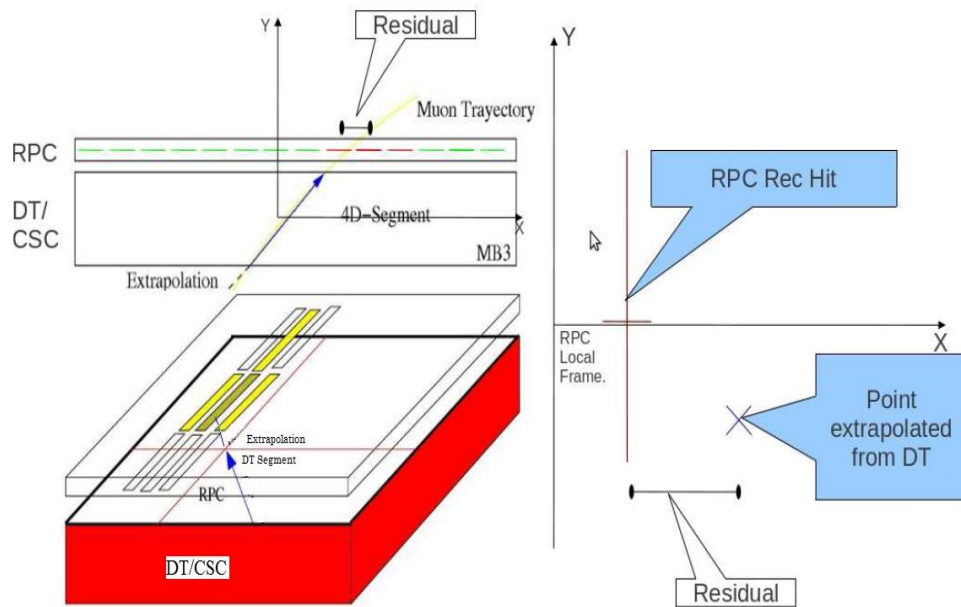 Y
Residual
Muon Trayectory
RPC
DT/
CSC
4D-Segment
X
MB3
Extrapolation
Extrapolation
DT Segment
RPC
DT/CSC
Y
RPC Rec Hit
X
RPC
Local
Frame.
Point
extrapolated
from DT
Residual